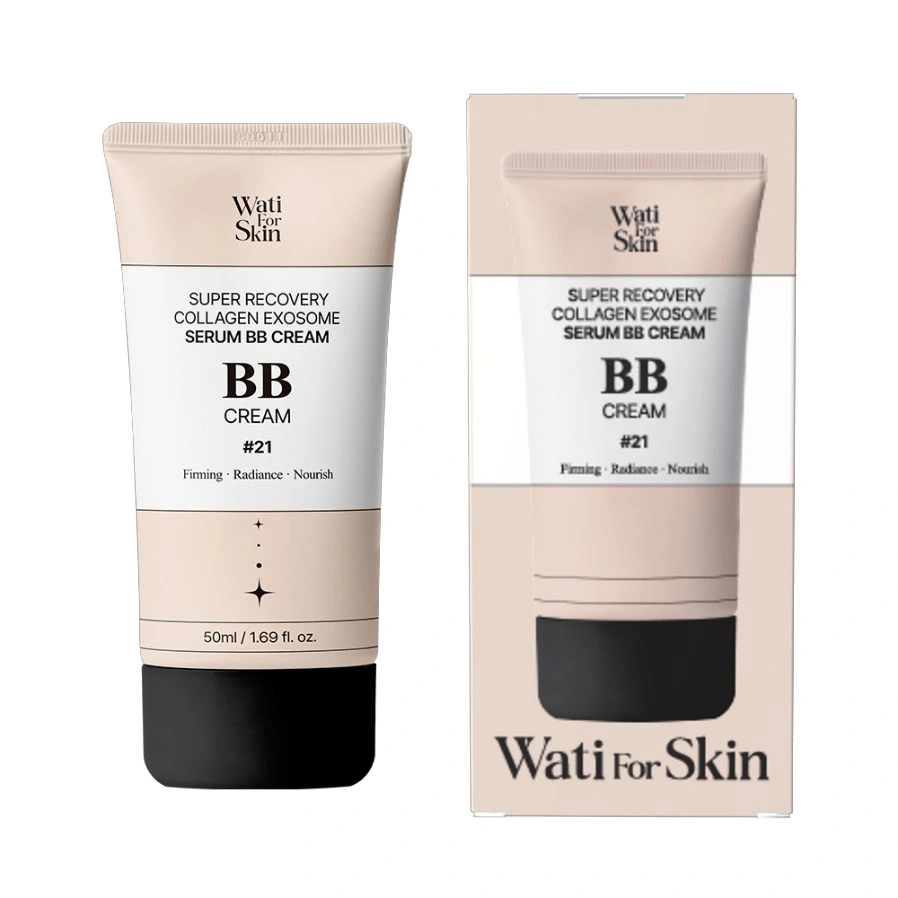 Wati
For
Skin
SUPER RECOVERY
COLLAGEN EXOSOME
SERUM BB CREAM
BB
CREAM
#21
Firming · Radiance · Nourish
50ml / 1.69 fl. oz.
Wati
For
Skin
SUPER RECOVERY
COLLAGEN EXOSOME
SERUM BB CREAM
BB
CREAM
#21
Firming · Radiance · Nourish
Wati For Skin